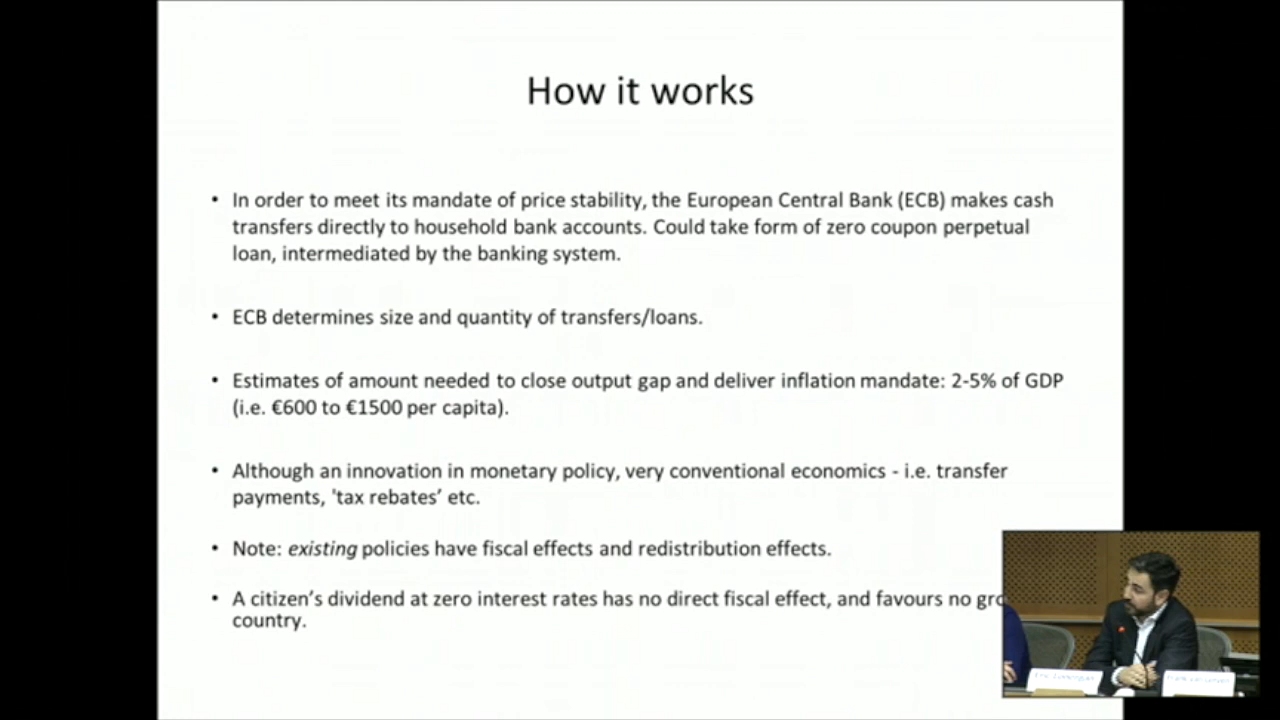 How it works
• In order to meet its mandate of price stability, the European Central Bank (ECB) makes cash
transfers directly to household bank accounts. Could take form of zero coupon perpetual
loan, intermediated by the banking system.
• ECB determines size and quantity of transfers/loans.
• Estimates of amount needed to close output gap and deliver inflation mandate: 2-5% of GDP
(i.e. €600 to €1500 per capita).
• Although an innovation in monetary policy, very conventional economics - i.e. transfer
payments, 'tax rebates’ etc.
• Note: existing policies have fiscal effects and redistribution effects.
• A citizen’s dividend at zero interest rates has no direct fiscal effect, and favours no
country.